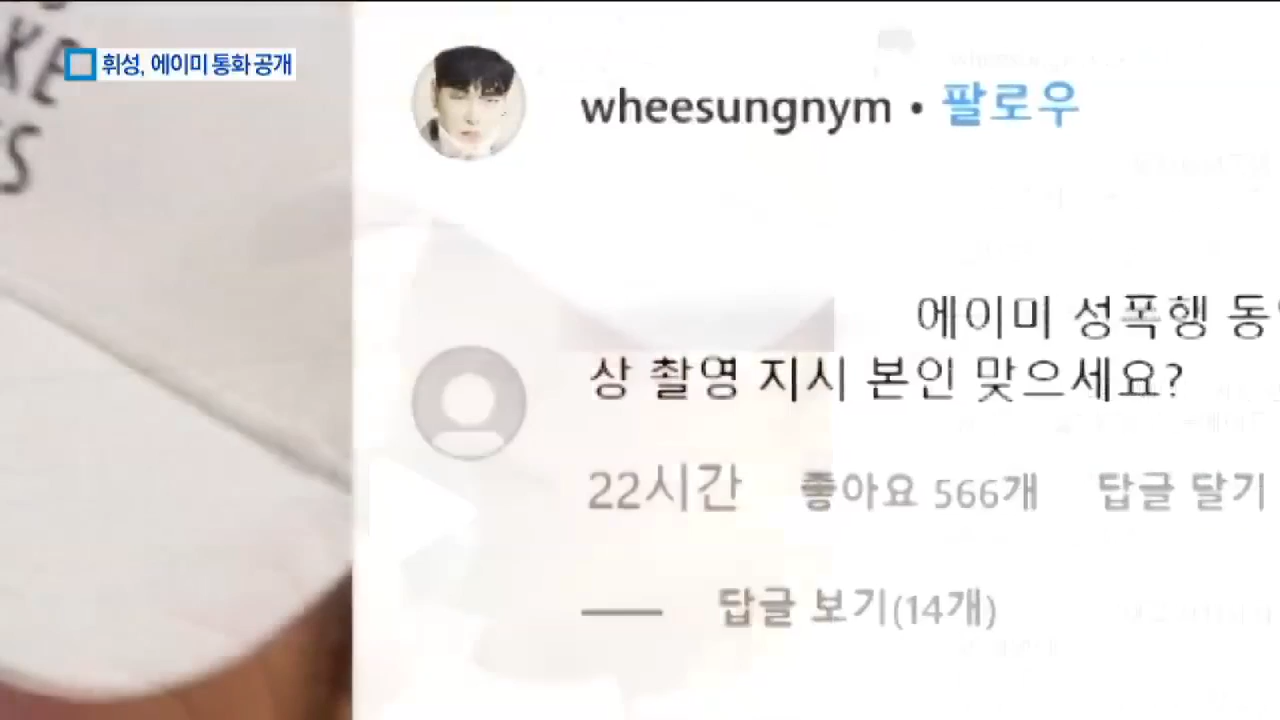 KE
S
휘성, 에이미 통화 공개
wheesungnym • 팔로우
에이미 성폭행
상 촬영 지시 본인 맞으세요?
22시간 좋아요 566개 답글 달기
답글 보기(14개)